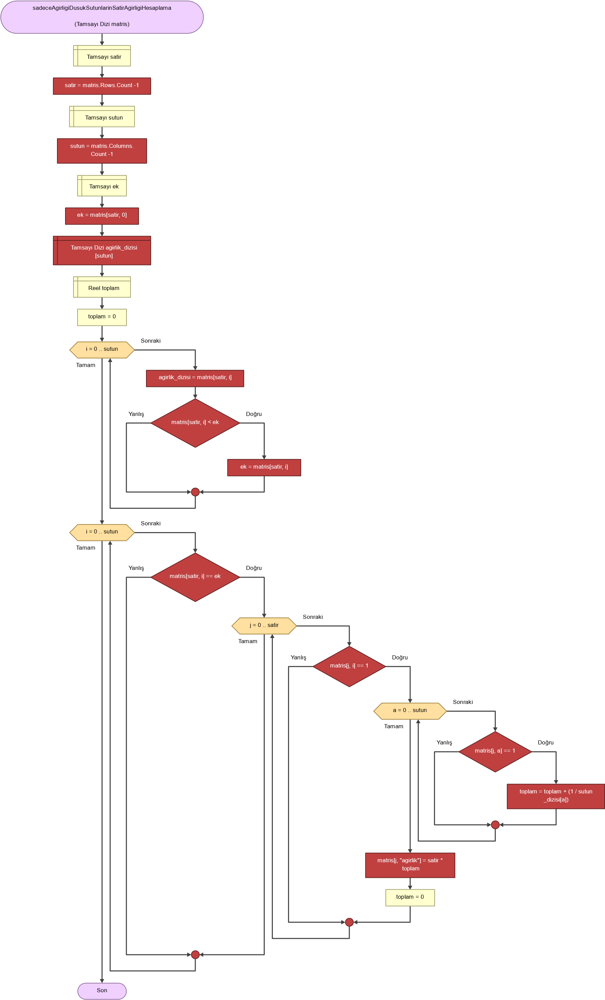 sadeceAgirligiDusukSutunlarinSatirAgirligiHesaplama
(Tamsayı Dizi matris)
Tamsayı satir
satir = matris.Rows.Count -1
Tamsayı sutun
sutun = matris.Columns.
Count -1
Tamsayı ek
ek = matris[satir, 0]
Tamsayı Dizi agirlik_dizisi
[sutun]
Reel toplam
toplam = 0
i = 0 .. sutun
Sonraki
Tamam
agirlik_dizisi = matris[satir, i]
Yanlış
Doğru
matris[satir, i] < ek
ek = matris[satir, i]
i = 0 .. sutun
Sonraki
Tamam
Yanlış
Doğru
matris[satir, i] == ek
j = 0 .. satir
Sonraki
Tamam
Yanlış
Doğru
matris[j, i] == 1
a = 0 .. sutun
Sonraki
Tamam
Yanlış
Doğru
matris[j, a] == 1
toplam = toplam + (1 / sutun
_dizisi[a])
matris[j, "agirlik"] = satir *
toplam
toplam = 0
Son